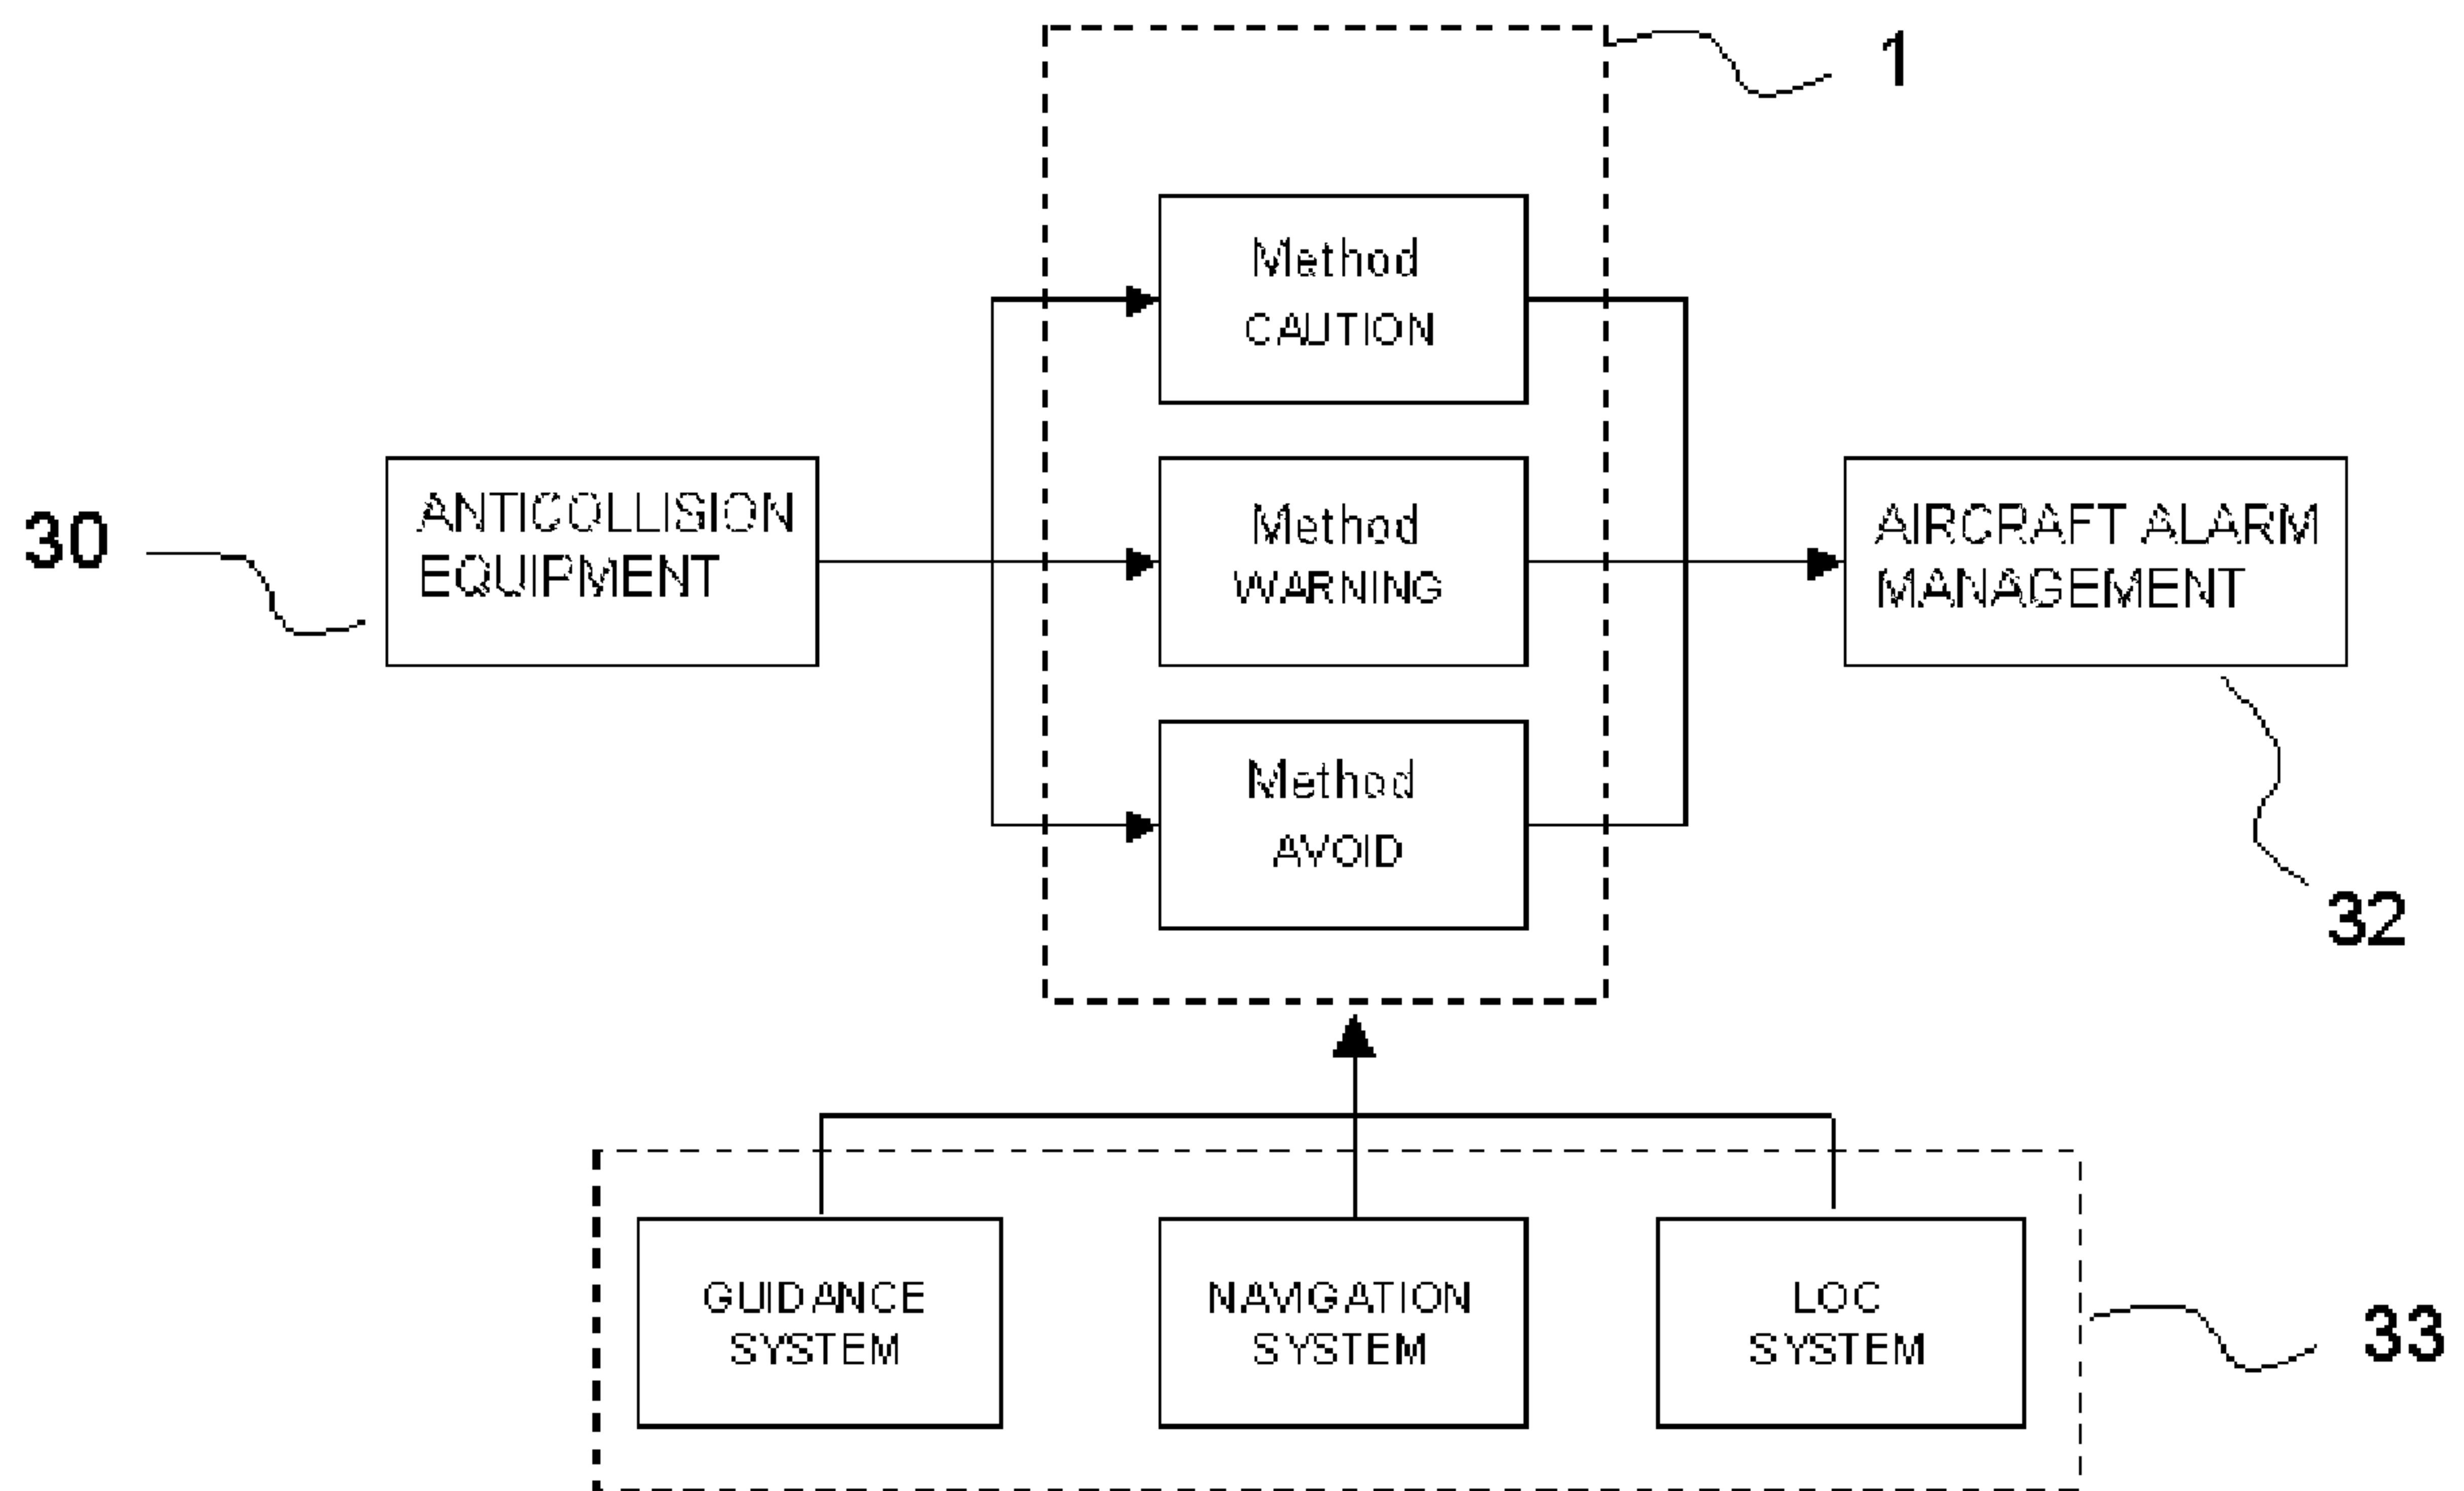 1
Method
CAUTION
30
ANTICOLLISION
EQUIPMENT
Method
WARNING
AIRCRAFT ALARM
MANAGEMENT
Method
AVOID
32
GUIDANCE
SYSTEM
NAVIGATION
SYSTEM
LOC
SYSTEM
33